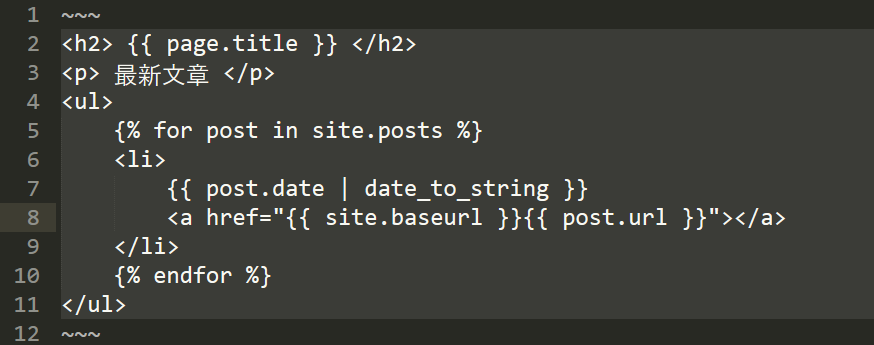 1 ~~~
2 <h2> {{ page.title }} </h2>
3 <p> 最新文章 </p>
4 <ul>
5     {% for post in site.posts %}
6     <li>
7         {{ post.date | date_to_string }}
8         <a href="{{ site.baseurl }}{{ post.url }}"></a>
9     </li>
10     {% endfor %}
11 </ul>
12 ~~~